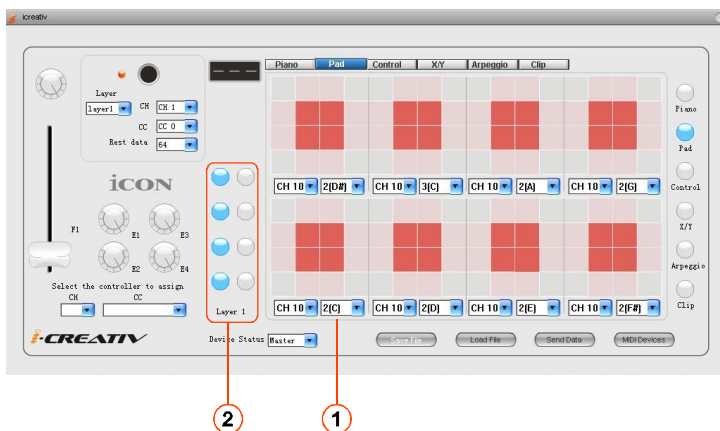 icreativ
Piano Pad Control X/Y Arpeggio Clip
Layer
layer1 CH CH 1
CC CC 0
Rest data 64
Piano
Pad
iCON
CH 10 2(D#) CH 10 3(C) CH 10 2(A) CH 10 2(G)
Control
F1 E1 E3
X/Y
E2 E4
Arpeggio
Select the controller to assign
CH CC
Layer 1
CH 10 2(C) CH 10 2(D) CH 10 2(E) CH 10 2(F#)
Clip
i-CREATIV
Device Status Master Save File Load File Send Data MIDI Devices
2 1